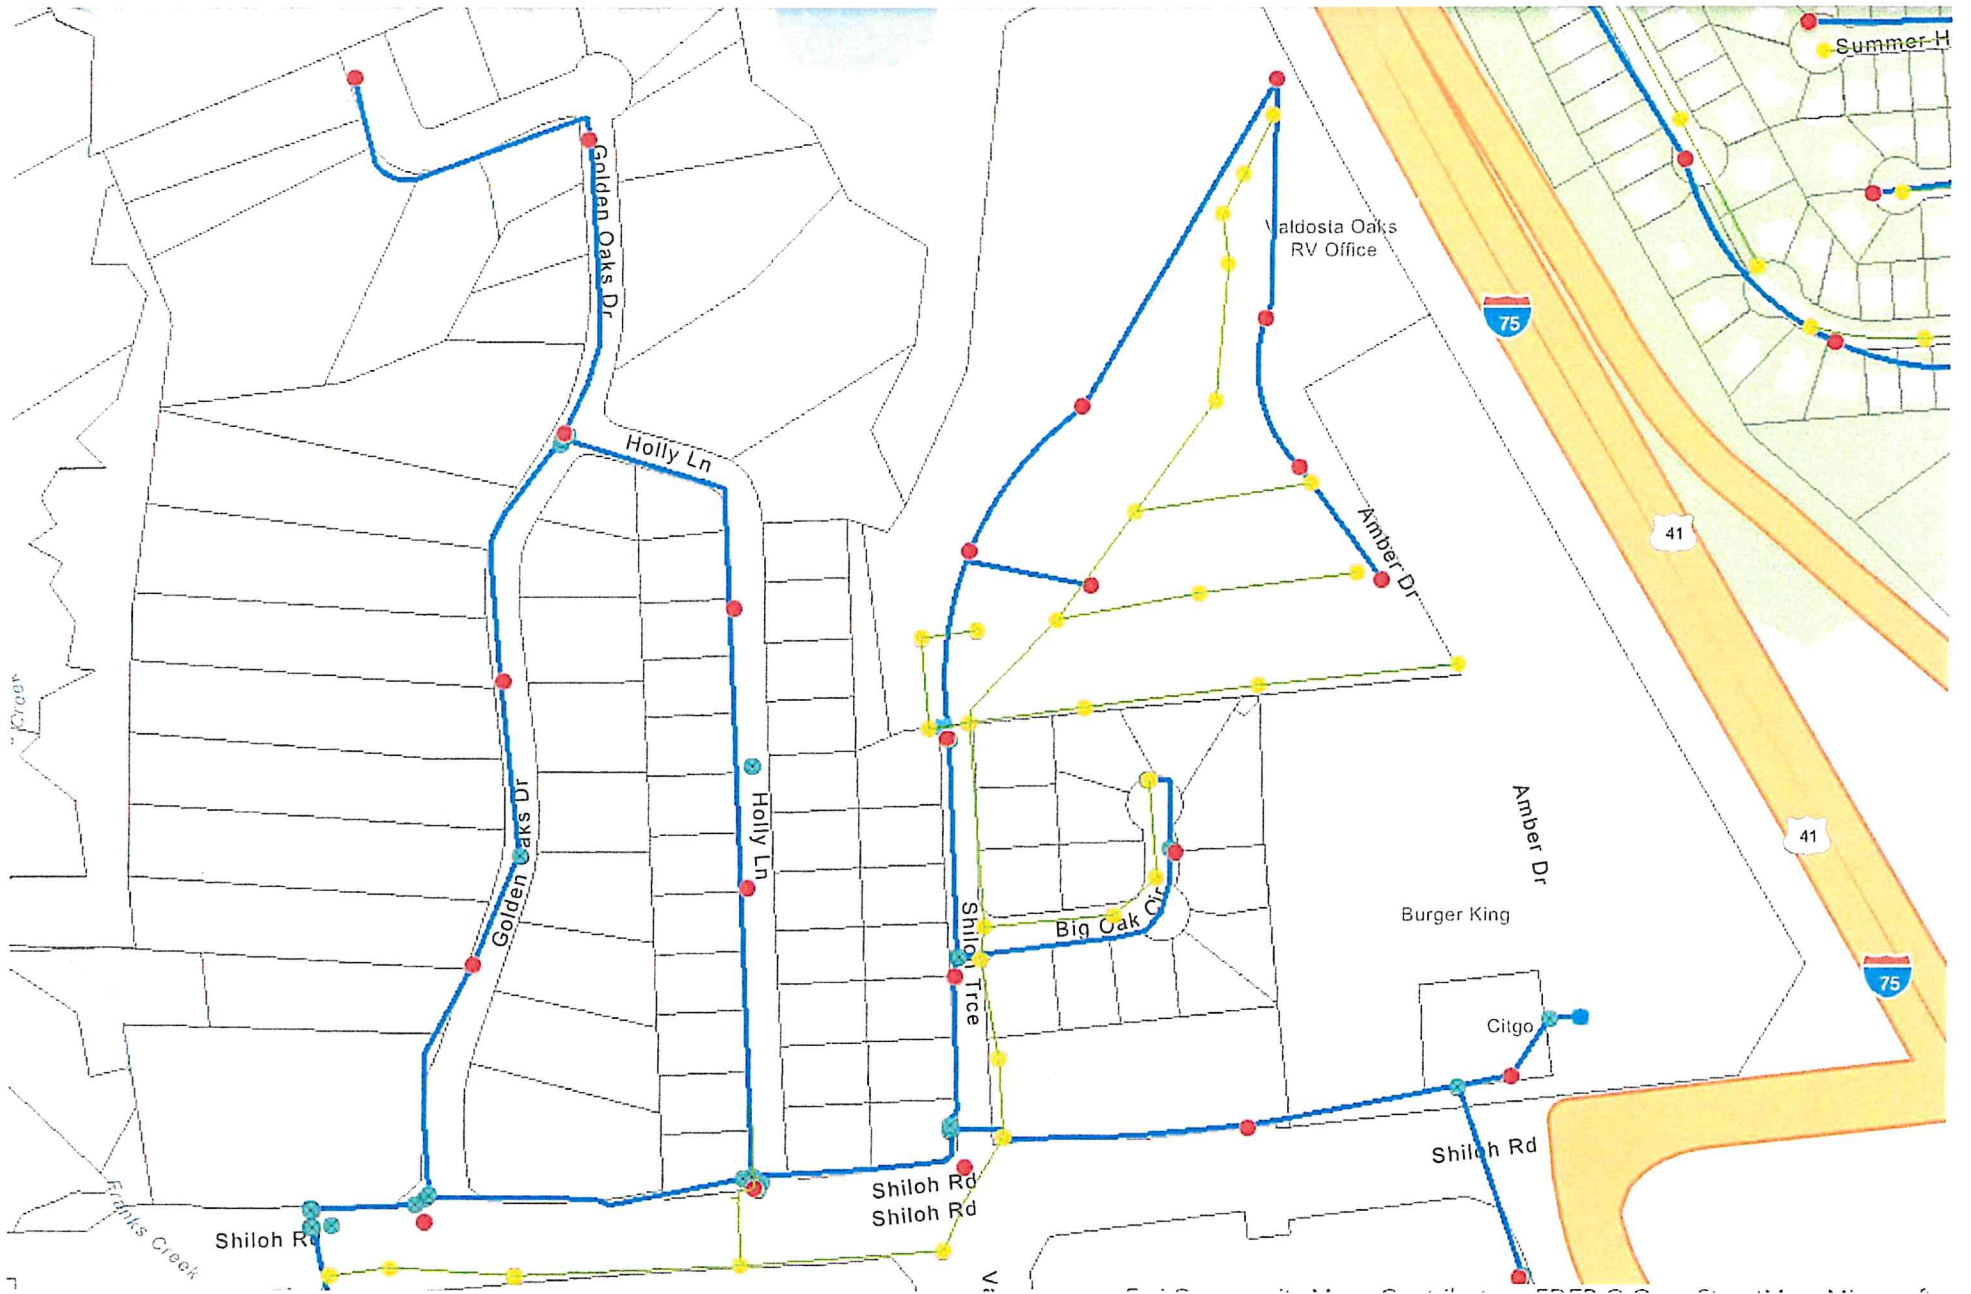 Summer H
Golden Oaks Dr
Valdosta Oaks
RV Office
75
Holly Ln
41
Amber Dr
Creer
Golden Oaks Dr
Holly Ln
Amber Dr
41
Burger King
Shiloh Trce
Big Oak Cir
75
Citgo
Shiloh Rd
Shiloh Rd
Shiloh Rd
Shiloh Rd
Franks Creek